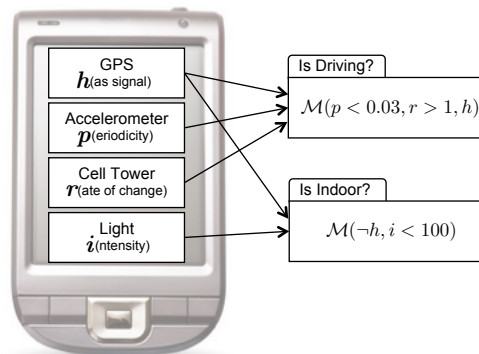 GPS
h(as signal)
Accelerometer
p(eriodicity)
Cell Tower
r(ate of change)
Light
i(ntensity)
Is Driving?
M(p < 0.03, r > 1, h)
Is Indoor?
M(¬h, i < 100)